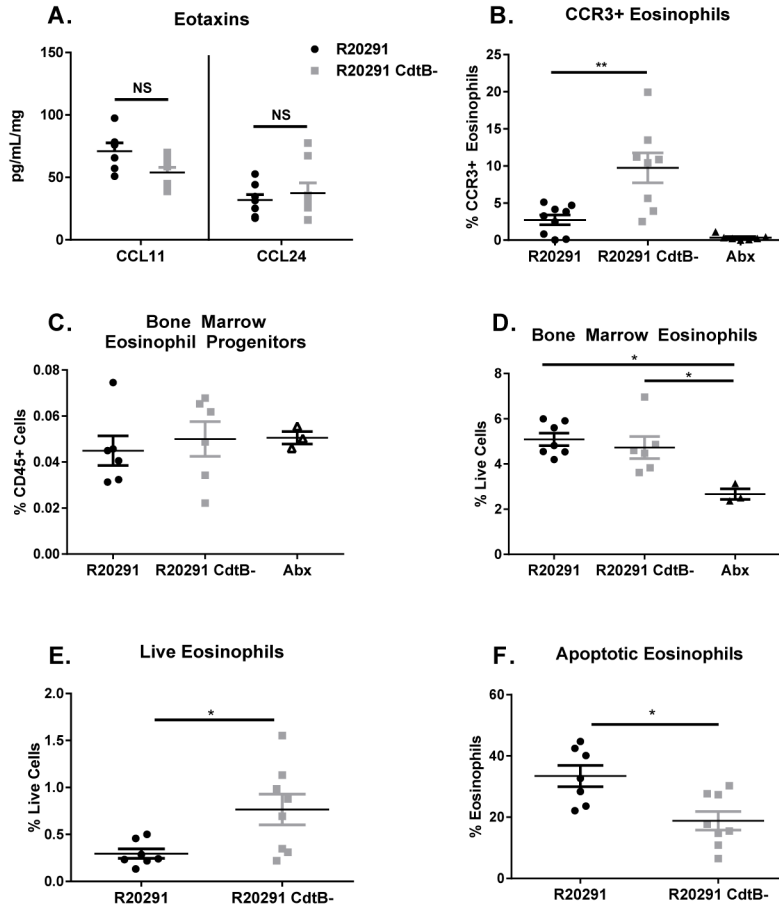 A.
Eotaxins
R20291
R20291 CdtB-
NS
NS
150
100
50
0
pg/mL/mg
CCL11
CCL24
B.
CCR3+ Eosinophils
**
25
20
15
10
5
0
% CCR3+ Eosinophils
R20291
R20291 CdtB-
Abx
C.
Bone Marrow
Eosinophil Progenitors
0.08
0.06
0.04
0.02
0.00
% CD45+ Cells
R20291
R20291 CdtB-
Abx
D.
Bone Marrow Eosinophils
*
*
8
6
4
2
0
% Live Cells
R20291
R20291 CdtB-
Abx
E.
Live Eosinophils
*
2.0
1.5
1.0
0.5
0.0
% Live Cells
R20291
R20291 CdtB-
F.
Apoptotic Eosinophils
*
60
40
20
0
% Eosinophils
R20291
R20291 CdtB-